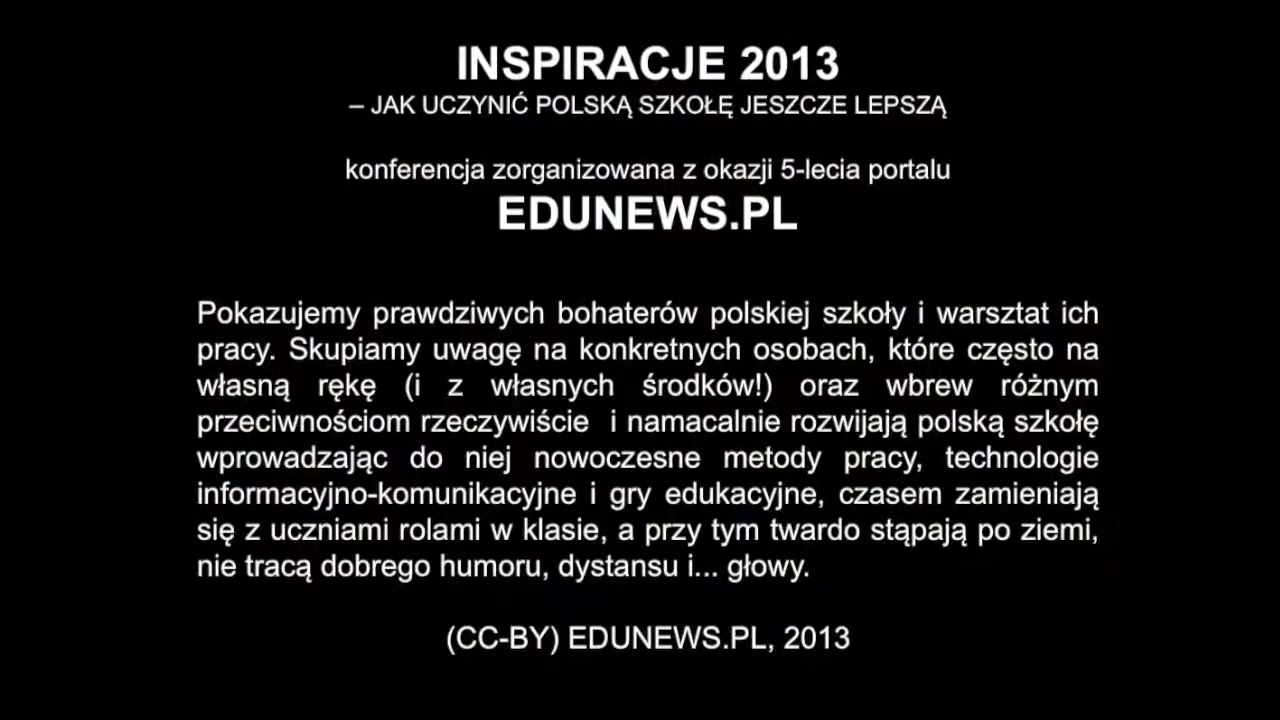 INSPIRACJE 2013
– JAK UCZYNIĆ POLSKĄ SZKOŁĘ JESZCZE LEPSZĄ
konferencja zorganizowana z okazji 5-lecia portalu
EDUNEWS.PL
Pokazujemy prawdziwych bohaterów polskiej szkoły i warsztat ich
pracy. Skupiamy uwagę na konkretnych osobach, które często na
własną rękę (i z własnych środków!) oraz wbrew różnym
przeciwnościom rzeczywiście i namacalnie rozwijają polską szkołę
wprowadzając do niej nowoczesne metody pracy, technologie
informacyjno-komunikacyjne i gry edukacyjne, czasem zamieniają
się z uczniami rolami w klasie, a przy tym twardo stąpają po ziemi,
nie tracą dobrego humoru, dystansu i... głowy.
(CC-BY) EDUNEWS.PL, 2013